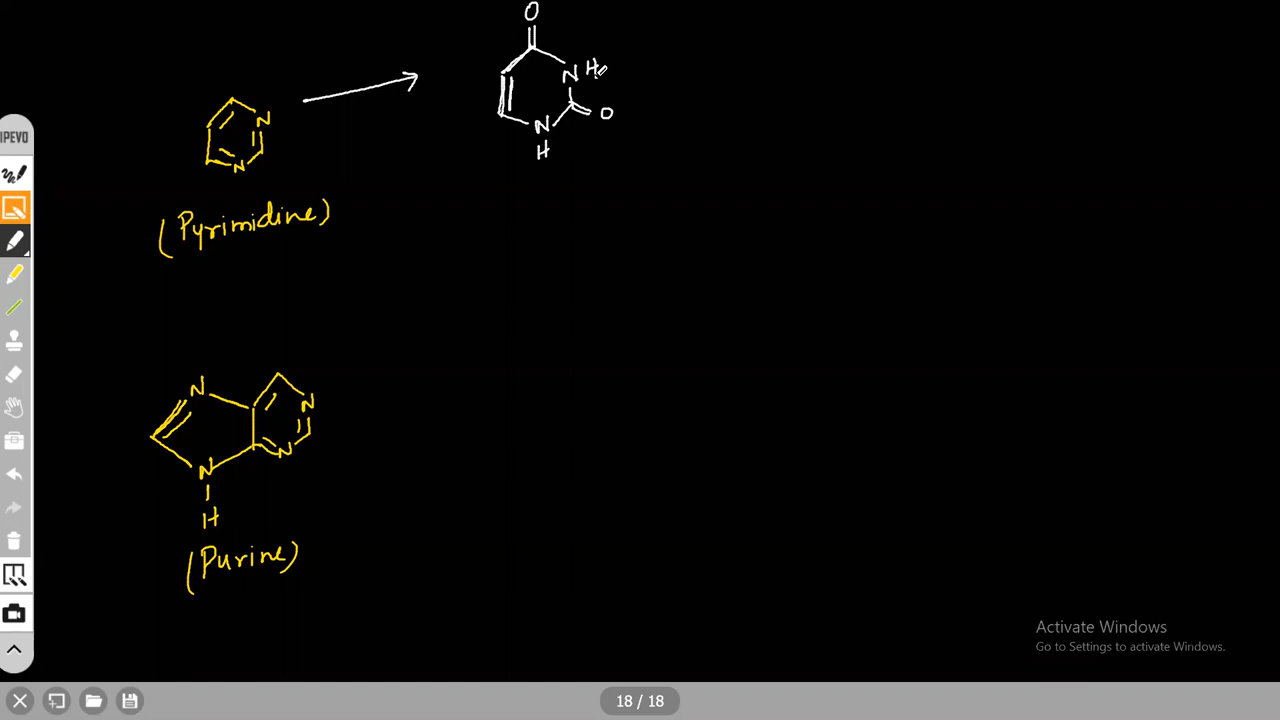 IPEVO
O
N H
O
N
H
N
N
(Pyrimidine)
N
N
N
N
H
(Purine)
Activate Windows
Go to Settings to activate Windows.
18 / 18